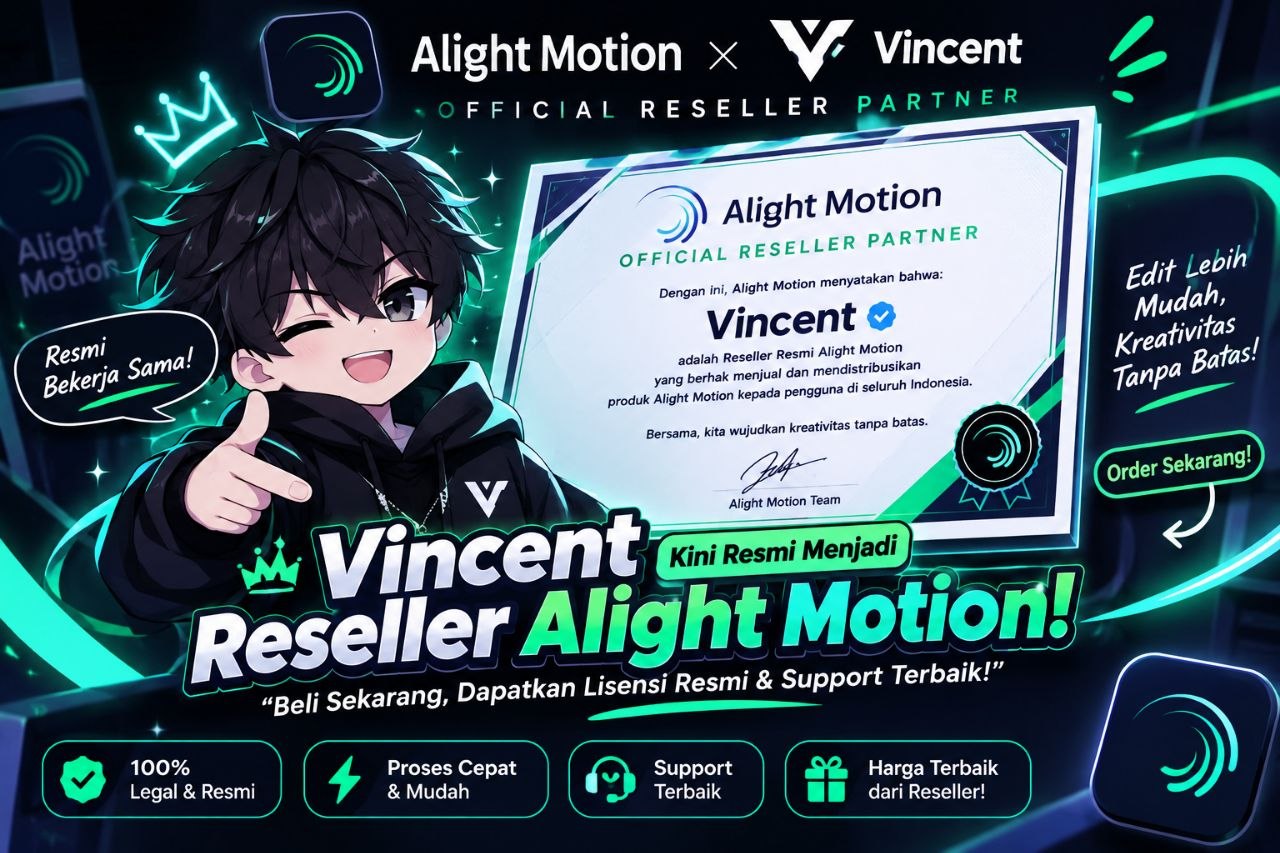 Alight Motion × Vincent
OFFICIAL RESELLER PARTNER
Alight Motion
OFFICIAL RESELLER PARTNER
Dengan ini, Alight Motion menyatakan bahwa:
Vincent
adalah Reseller Resmi Alight Motion
yang berhak menjual dan mendistribusikan
produk Alight Motion kepada pengguna di seluruh Indonesia.
Bersama, kita wujudkan kreativitas tanpa batas.
Alight Motion Team
Alight
Motion
Resmi
Bekerja Sama!
Edit Lebih
Mudah,
Kreativitas
Tanpa Batas!
Order Sekarang!
Vincent
Kini Resmi Menjadi
Reseller Alight Motion!
“Beli Sekarang, Dapatkan Lisensi Resmi & Support Terbaik!”
100%
Legal & Resmi
Proses Cepat
& Mudah
Support
Terbaik
Harga Terbaik
dari Reseller!